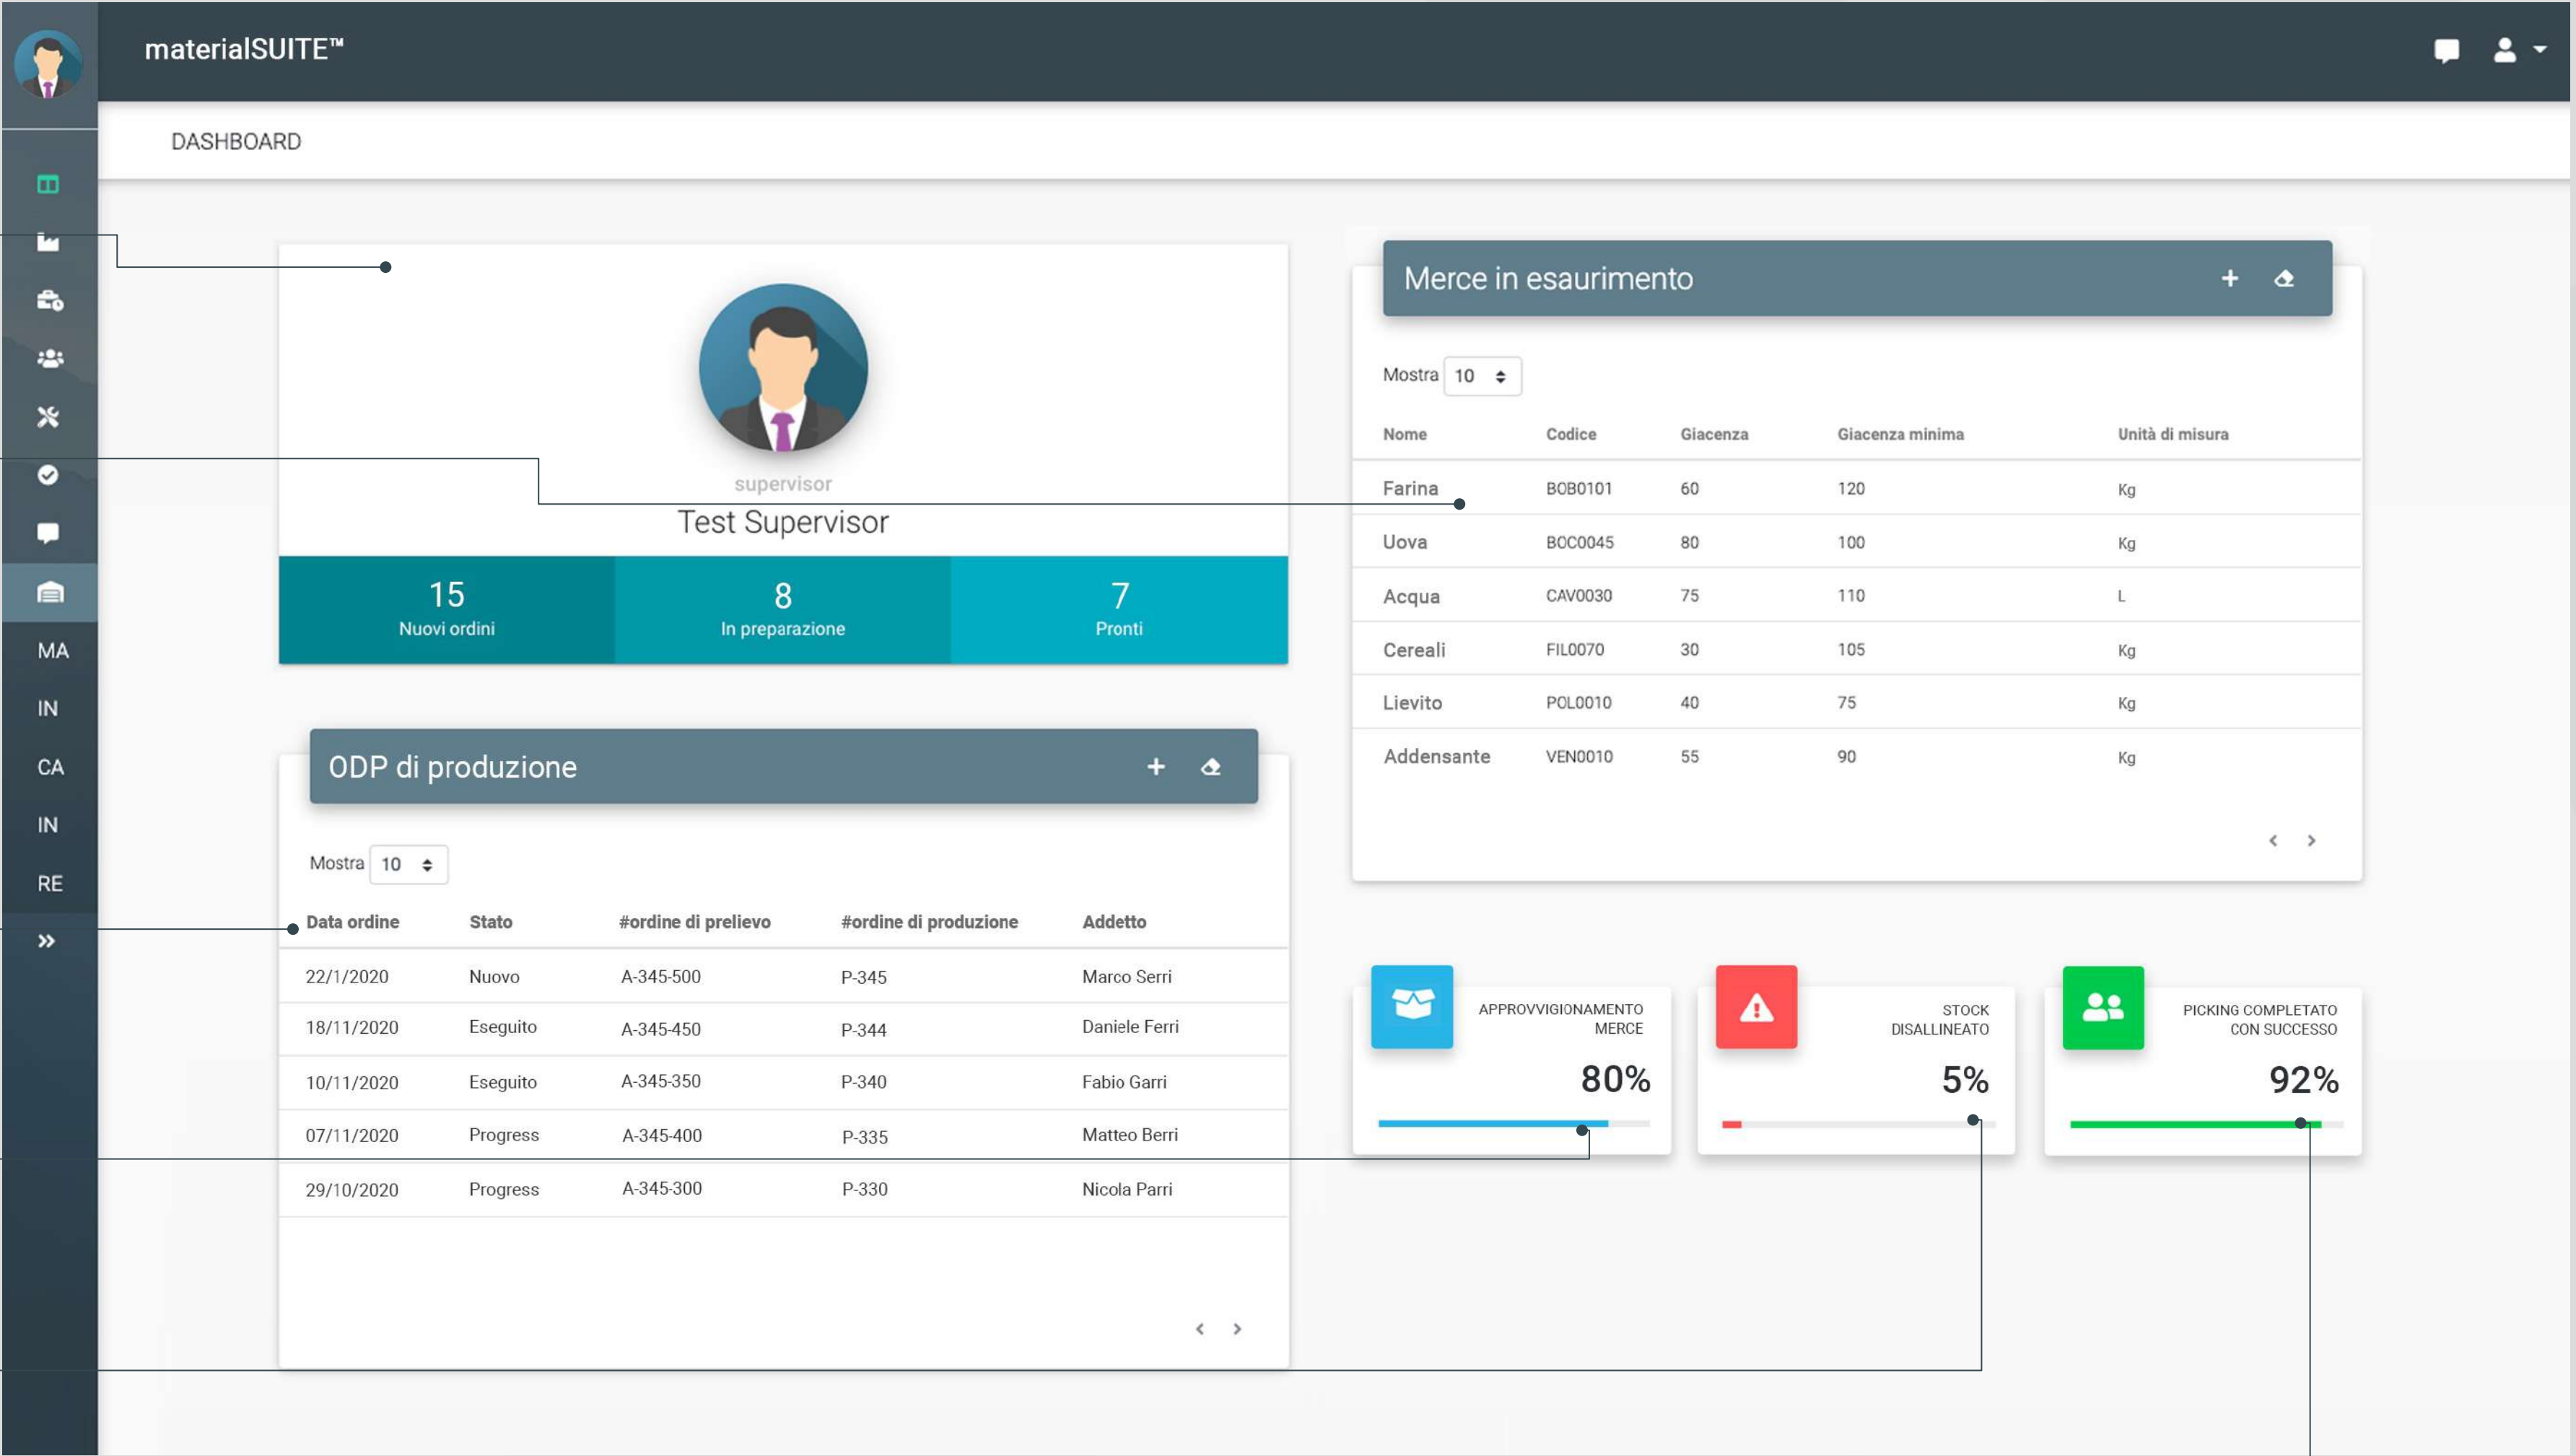 materialSUITE™
DASHBOARD
MA
IN
CA
IN
RE
supervisor
Test Supervisor
15
Nuovi ordini
8
In preparazione
7
Pronti
ODP di produzione
Mostra 10
Data ordine Stato #ordine di prelievo #ordine di produzione Addetto
22/1/2020 Nuovo A-345-500 P-345 Marco Serri
18/11/2020 Eseguito A-345-450 P-344 Daniele Ferri
10/11/2020 Eseguito A-345-350 P-340 Fabio Garri
07/11/2020 Progress A-345-400 P-335 Matteo Berri
29/10/2020 Progress A-345-300 P-330 Nicola Parri
Merce in esaurimento
Mostra 10
Nome Codice Giacenza Giacenza minima Unità di misura
Farina BOB0101 60 120 Kg
Uova BOC0045 80 100 Kg
Acqua CAV0030 75 110 L
Cereali FIL0070 30 105 Kg
Lievito POL0010 40 75 Kg
Addensante VEN0010 55 90 Kg
APPROVVIGIONAMENTO
MERCE
80%
STOCK
DISALLINEATO
5%
PICKING COMPLETATO
CON SUCCESSO
92%